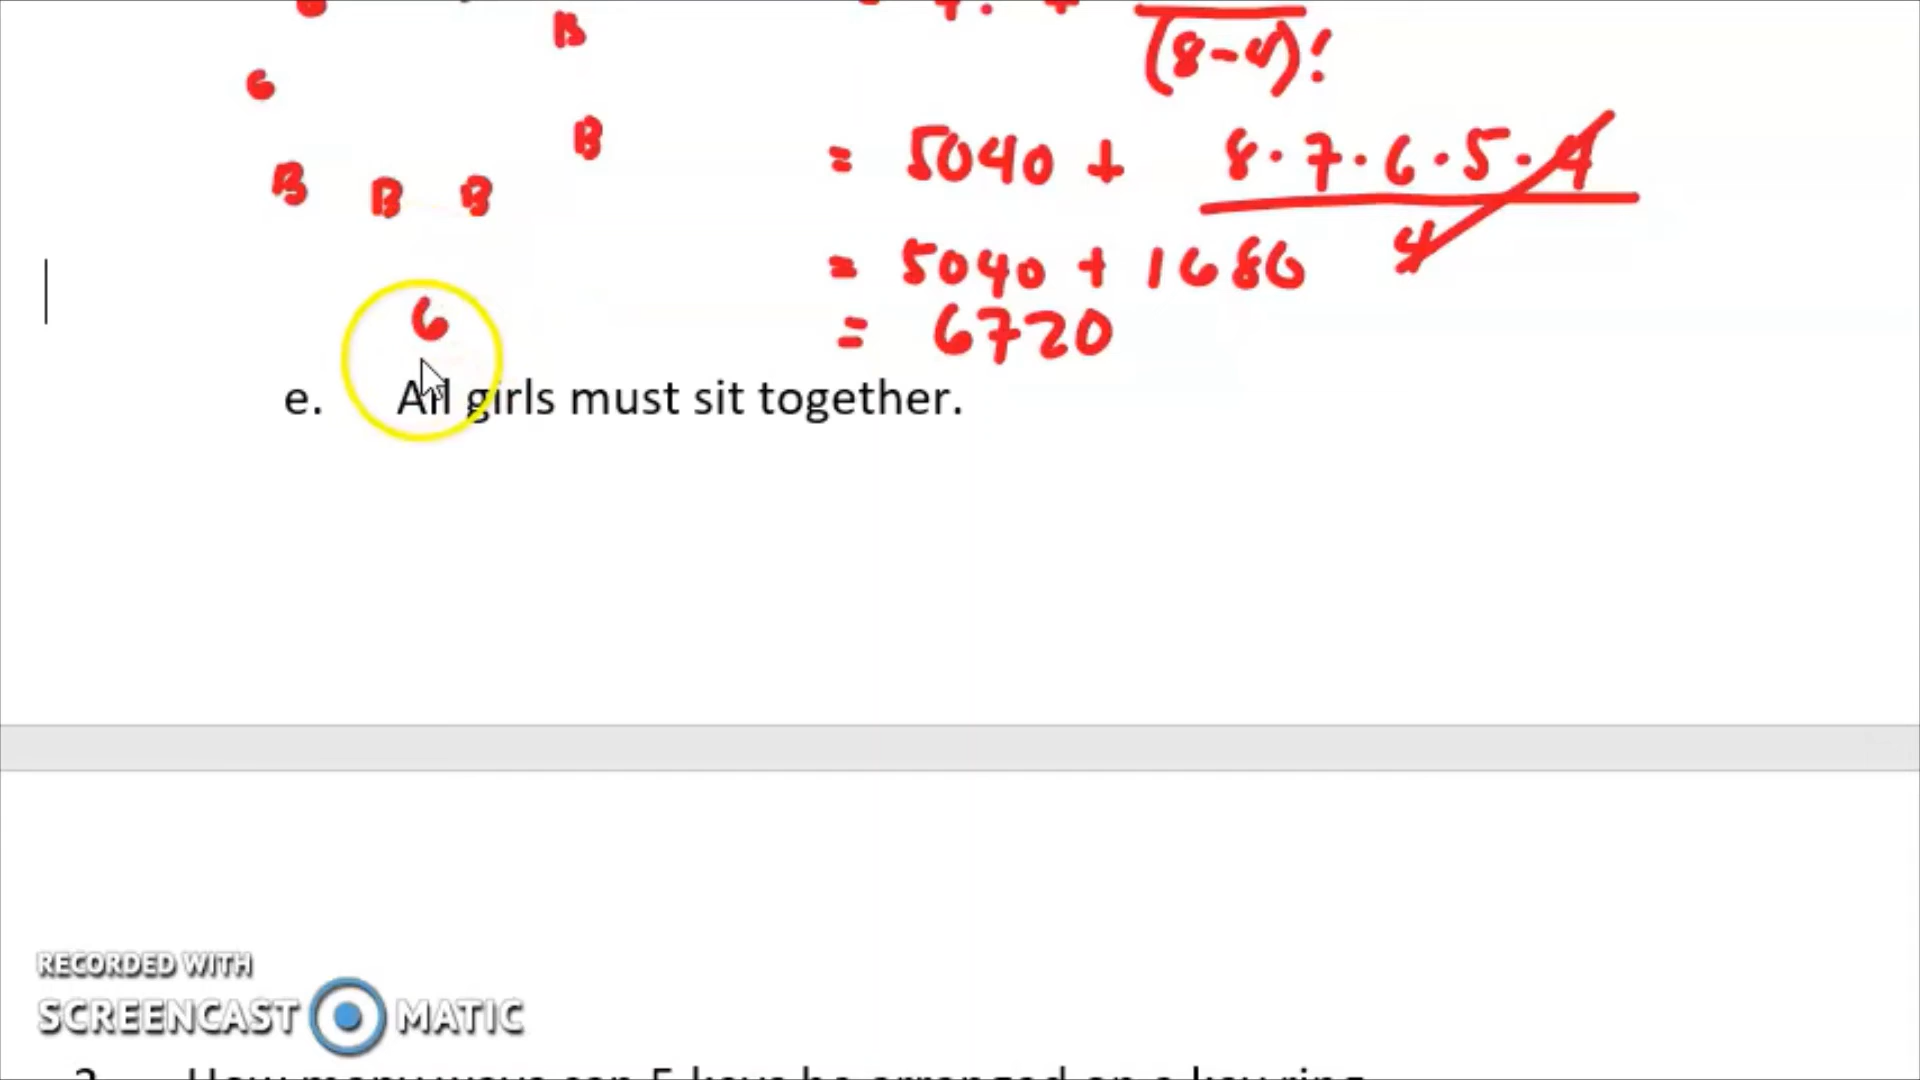 B
(8-4)!
G
B
= 5040 + 8·7·6·5·4
4
B B B
= 5040 + 1680
G
= 6720
e. All girls must sit together.
RECORDED WITH
SCREENCAST MATIC